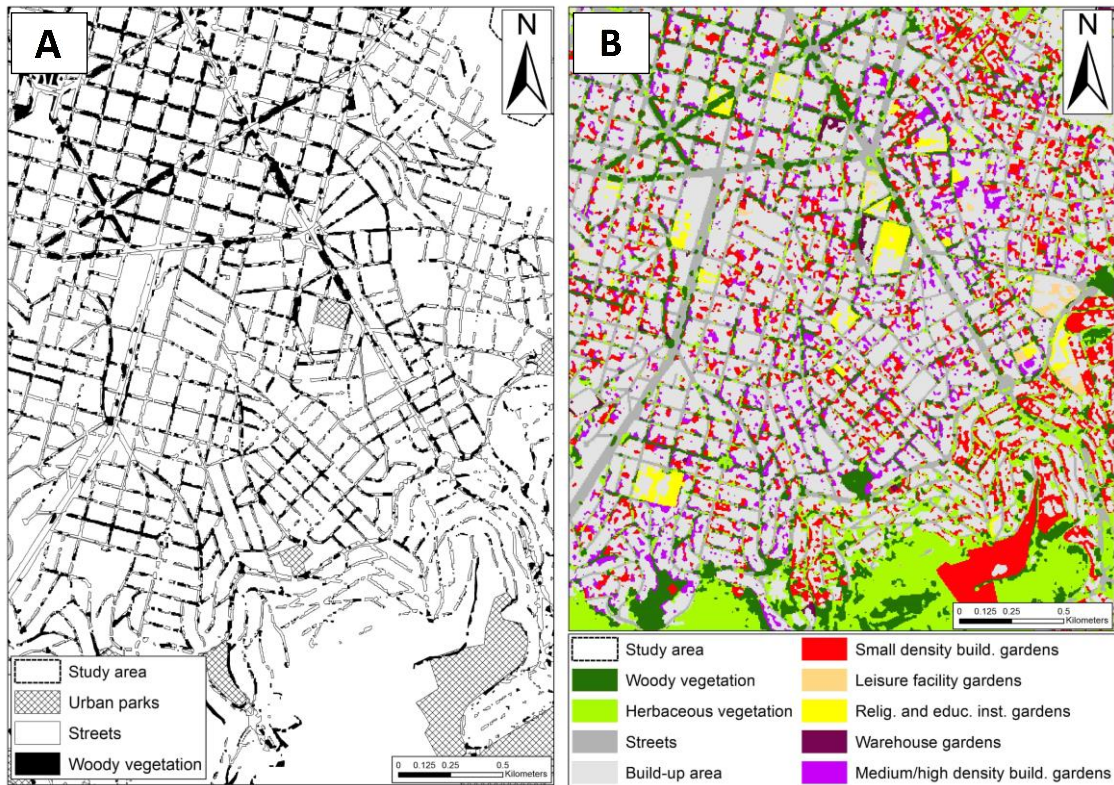 A
N
Study area
Urban parks
Streets
Woody vegetation
0 0.125 0.25 0.5
Kilometers
B
N
0 0.125 0.25 0.5
Kilometers
Study area
Woody vegetation
Herbaceous vegetation
Streets
Build-up area
Small density build. gardens
Leisure facility gardens
Relig. and educ. inst. gardens
Warehouse gardens
Medium/high density build. gardens